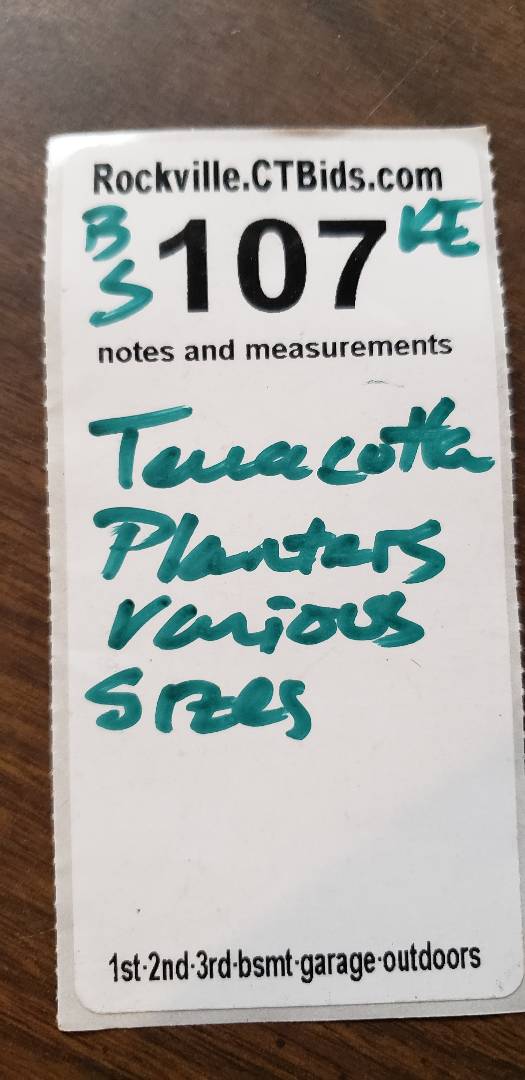 Rockville.CTBids.com
BS 107 KE
notes and measurements
Terracotta
Planters
Various
Sizes
1st·2nd·3rd·bsmt·garage·outdoors